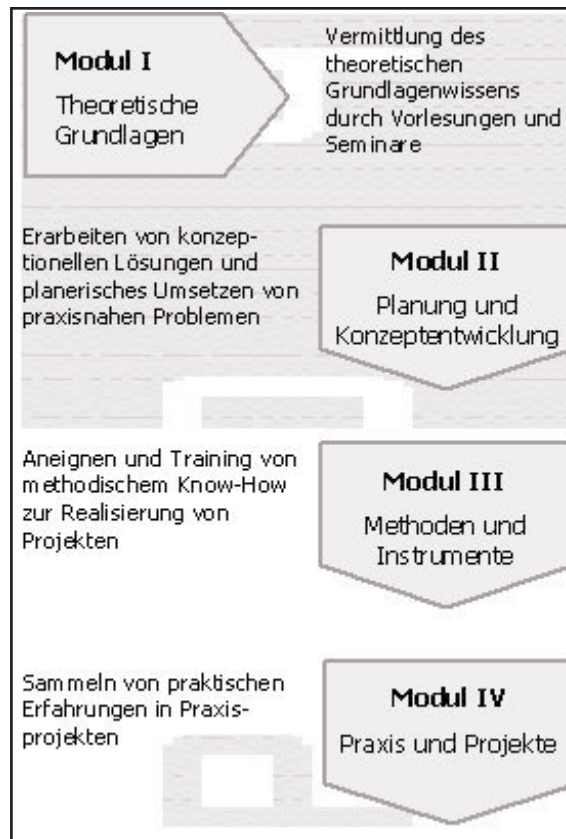 Modul I
Theoretische
Grundlagen
Vermittlung des
theoretischen
Grundlagenwissens
durch Vorlesungen und
Seminare
Erarbeiten von konzep-
tionellen Lösungen und
planerisches Umsetzen von
praxisnahen Problemen
Modul II
Planung und
Konzeptentwicklung
Aneignen und Training von
methodischem Know-How
zur Realisierung von
Projekten
Modul III
Methoden und
Instrumente
Sammeln von praktischen
Erfahrungen in Praxis-
projekten
Modul IV
Praxis und Projekte